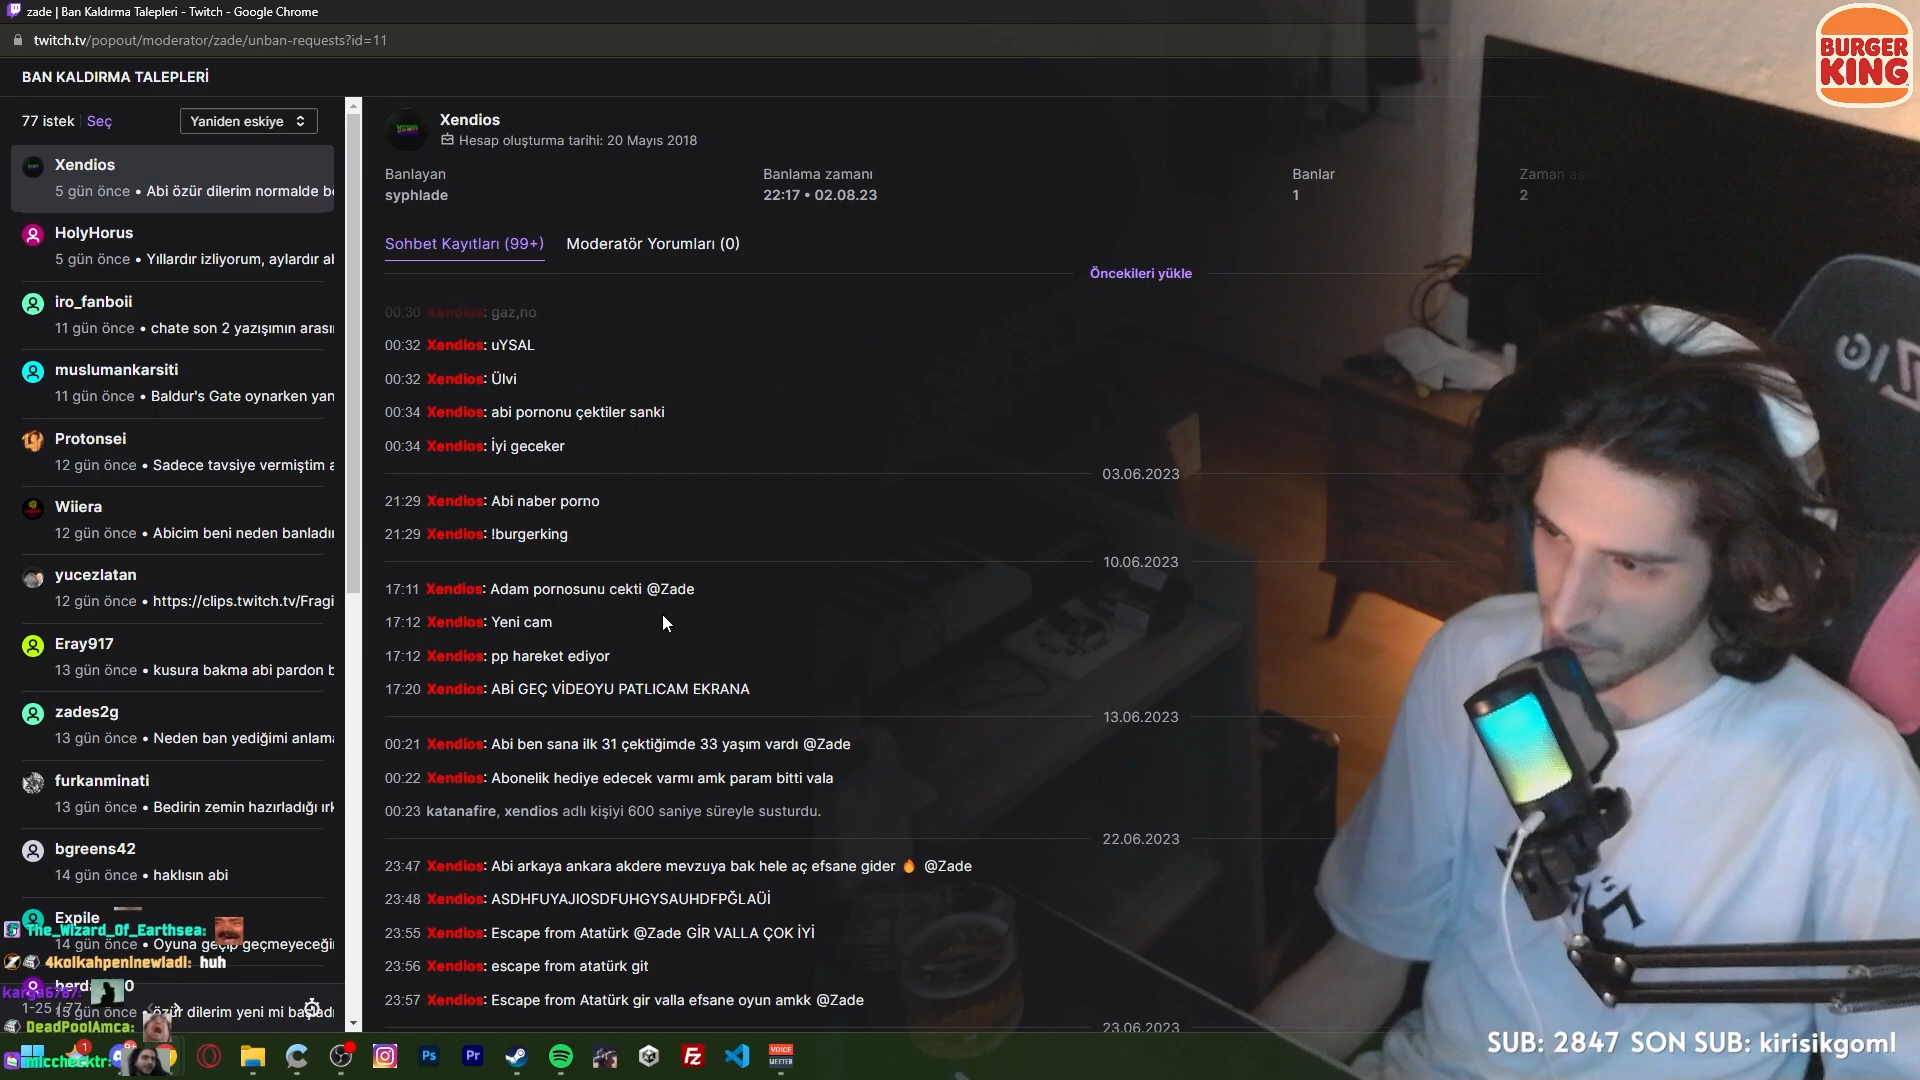 zade | Ban Kaldırma Talepleri - Twitch - Google Chrome
twitch.tv/popout/moderator/zade/unban-requests?id=11
BURGER
KING
BAN KALDIRMA TALEPLERİ
77 istek Seç
Yaniden eskiye
Xendios
5 gün önce • Abi özür dilerim normalde
HolyHorus
5 gün önce • Yıllardır izliyorum, aylardır
iro_fanboii
11 gün önce • chate son 2 yazışımın
muslumankarsiti
11 gün önce • Baldur's Gate oynarken
Protonsei
12 gün önce • Sadece tavsiye vermiştim
Wiiera
12 gün önce • Abicim beni neden
yucezlatan
12 gün önce • https://clips.twitch.tv/Fragi
Eray917
13 gün önce • kusura bakma abi pardon
zades2g
13 gün önce • Neden ban yediğimi
furkanminati
13 gün önce • Bedirin zemin hazırladığı
bgreens42
14 gün önce • haklısın abi
Expile
14 gün önce • Oyuna geçip
özür dilerim yeni mi
1-25 / 77
The_Wizard_Of_Earthsea:
4kolkahpeninewladi: huh
karga6767:
DeadPoolAmca:
miccheckt r:
Xendios
Hesap oluşturma tarihi: 20 Mayıs 2018
Banlayan
syphlade
Banlama zamanı
22:17 • 02.08.23
Banlar
1
Zaman
2
Sohbet Kayıtları (99+)
Moderatör Yorumları (0)
Öncekileri yükle
00:30 Xendios: gaz,no
00:32 Xendios: uYSAL
00:32 Xendios: Ülvi
00:34 Xendios: abi pornonu çektiler sanki
00:34 Xendios: İyi geceker
03.06.2023
21:29 Xendios: Abi naber porno
21:29 Xendios: !burgerking
10.06.2023
17:11 Xendios: Adam pornosunu cekti @Zade
17:12 Xendios: Yeni cam
17:12 Xendios: pp hareket ediyor
17:20 Xendios: ABİ GEÇ VİDEOYU PATLICAM EKRANA
13.06.2023
00:21 Xendios: Abi ben sana ilk 31 çektiğimde 33 yaşım vardı @Zade
00:22 Xendios: Abonelik hediye edecek varmı amk param bitti vala
00:23 katanafire, xendios adlı kişiyi 600 saniye süreyle susturdu.
22.06.2023
23:47 Xendios: Abi arkaya ankara akdere mevzuya bak hele aç efsane gider 🔥 @Zade
23:48 Xendios: ASDHFUYAJIOSDFUHGYSAUHDFPĞLAÜİ
23:55 Xendios: Escape from Atatürk @Zade GİR VALLA ÇOK İYİ
23:56 Xendios: escape from atatürk git
23:57 Xendios: Escape from Atatürk gir valla efsane oyun amkk @Zade
23.06.2023
SUB: 2847 SON SUB: kirisikgoml
Ps
Pr
Fz
VOICE
MEETER